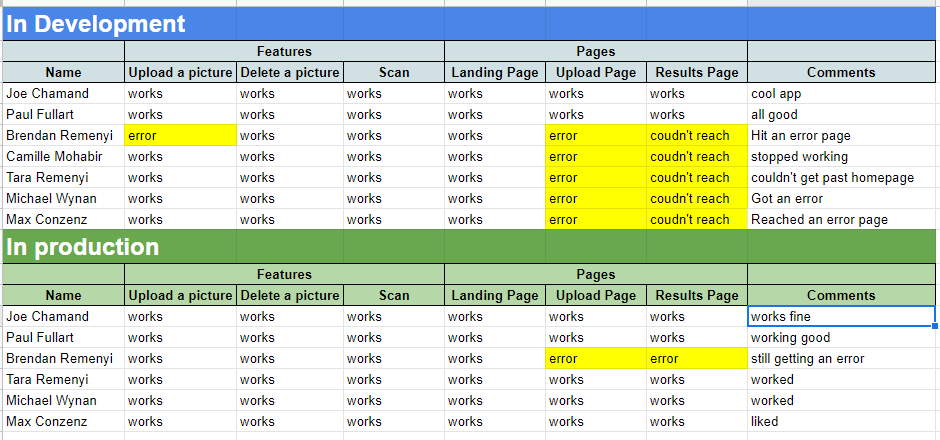 In Development
Features Pages
Name Upload a picture Delete a picture Scan Landing Page Upload Page Results Page Comments
Joe Chamand works works works works works works cool app
Paul Fullart works works works works works works all good
Brendan Remenyi error works works works error coudn't reach Hit an error page
Camille Mohabir works works works works error coudn't reach stopped working
Tara Remenyi works works works works error coudn't reach couldn't get past homepage
Michael Wynan works works works works error coudn't reach Got an error
Max Conzenz works works works works error coudn't reach Reached an error page
In production
Features Pages
Name Upload a picture Delete a picture Scan Landing Page Upload Page Results Page Comments
Joe Chamand works works works works works works works fine
Paul Fullart works works works works works works working good
Brendan Remenyi works works works works error error still getting an error
Tara Remenyi works works works works works works worked
Michael Wynan works works works works works works worked
Max Conzenz works works works works works works liked